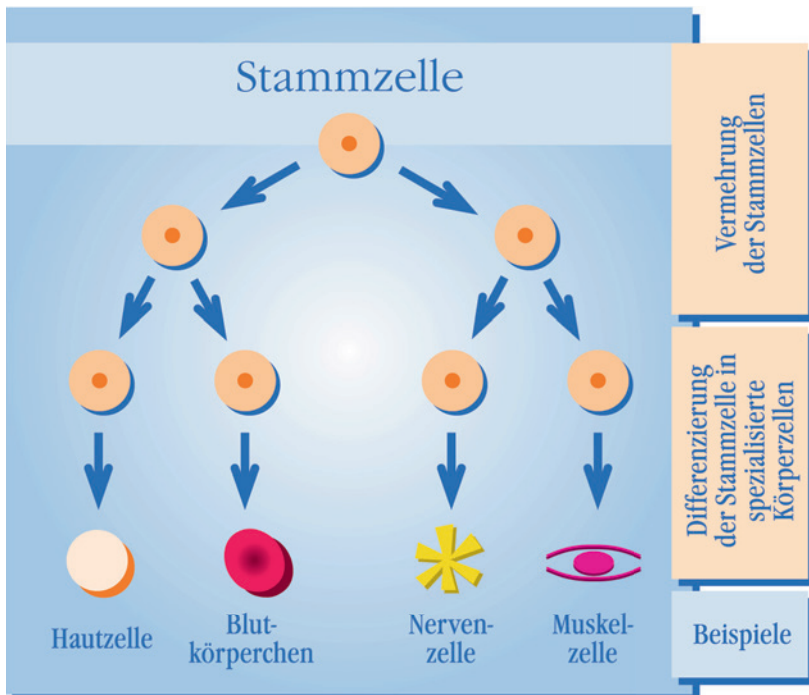 Stammzelle
Vermehrung
der Stammzellen
Differenzierung
der Stammzelle in
spezialisierte
Körperzellen
Hautzelle
Blut-
körperchen
Nerven-
zelle
Muskel-
zelle
Beispiele